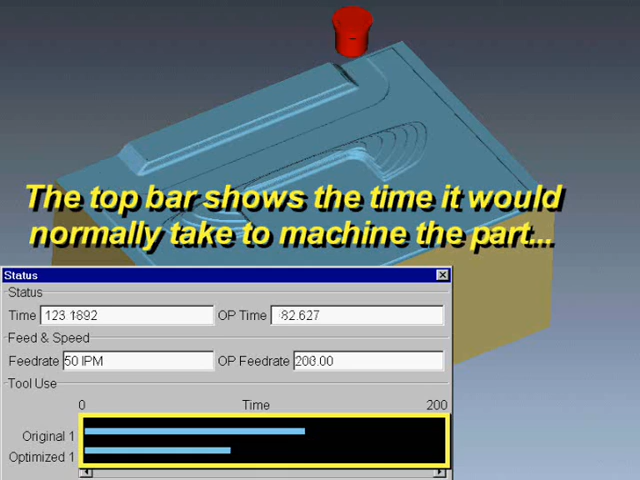 The top bar shows the time it would
normally take to machine the part...
Status
Status
Time 123.1892 OP Time 82.627
Feed & Speed
Feedrate 50 IPM OP Feedrate 200.00
Tool Use
0 Time 200
Original 1
Optimized 1